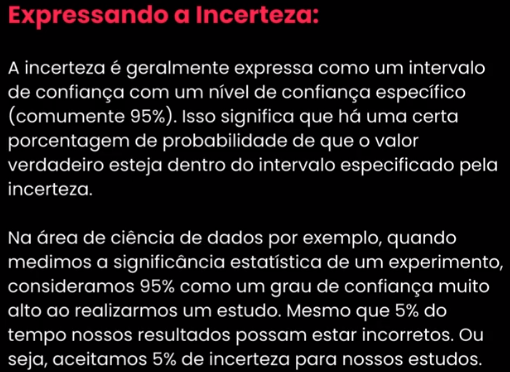 Expressando a Incerteza:
A incerteza é geralmente expressa como um intervalo
de confiança com um nível de confiança específico
(comumente 95%). Isso significa que há uma certa
porcentagem de probabilidade de que o valor
verdadeiro esteja dentro do intervalo especificado pela
incerteza.
Na área de ciência de dados por exemplo, quando
medimos a significância estatística de um experimento,
consideramos 95% como um grau de confiança muito
alto ao realizarmos um estudo. Mesmo que 5% do
tempo nossos resultados possam estar incorretos. Ou
seja, aceitamos 5% de incerteza para nossos estudos.